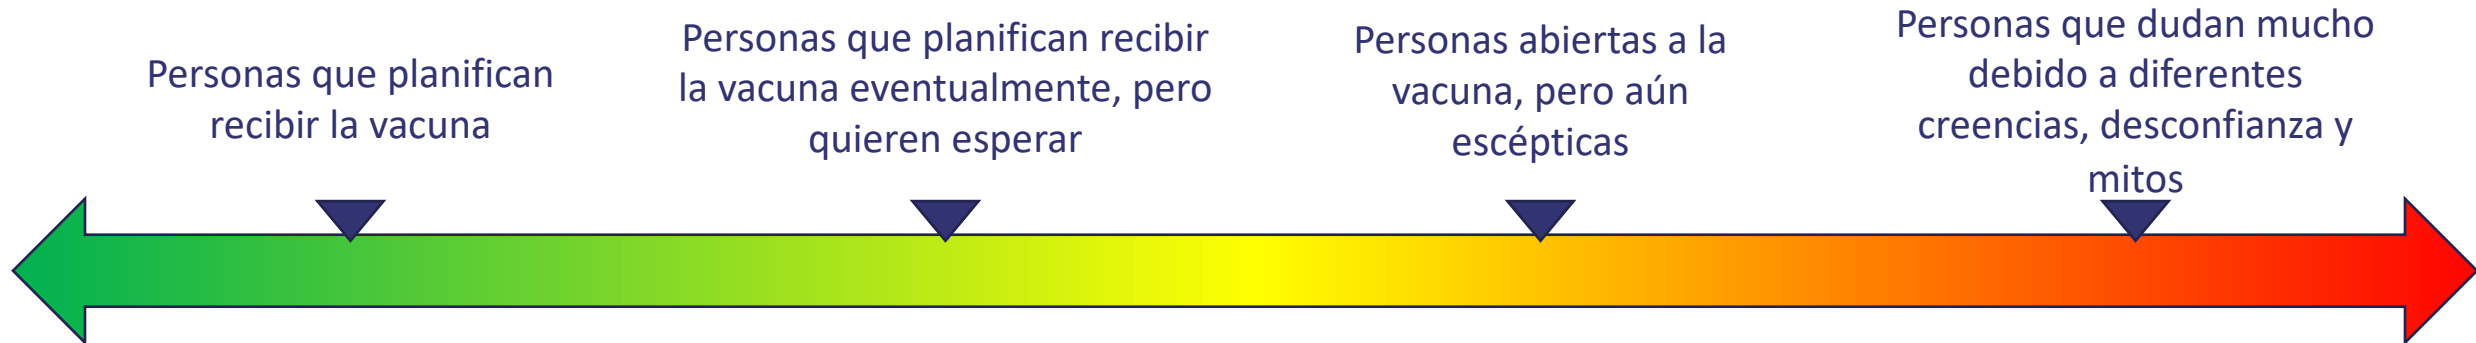 Personas que planifican
recibir la vacuna
Personas que planifican recibir
la vacuna eventualmente, pero
quieren esperar
Personas abiertas a la
vacuna, pero aún
escépticas
Personas que dudan mucho
debido a diferentes
creencias, desconfianza y
mitos